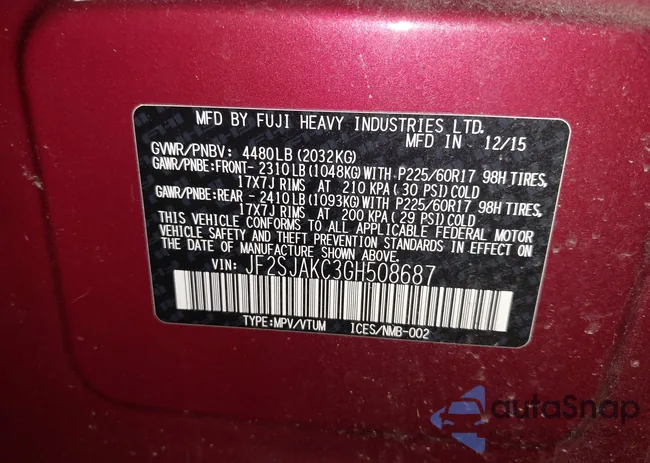 MFD BY FUJI HEAVY INDUSTRIES LTD.
MFD IN 12/15
GVWR/PNBV: 4480LB(2032KG)
GAWR/PNBE:FRONT- 2310LB(1048KG)WITH P225/60R17 98H TIRES,
17X7J RIMS AT 210 KPA(30 PSI)COLD
GAWR/PNBE:REAR - 2410LB(1093KG)WITH P225/60R17 98H TIRES,
17X7J RIMS AT 200 KPA(29 PSI)COLD
THIS VEHICLE CONFORMS TO ALL APPLICABLE FEDERAL MOTOR
VEHICLE SAFETY AND BUMPER STANDARDS IN EFFECT ON
THE DATE OF MANUFACTURE SHOWN ABOVE.
VIN: JF2SJAKC3GH508687
TYPE:MPV/VTUM ICES/NMB-002
autoSnap